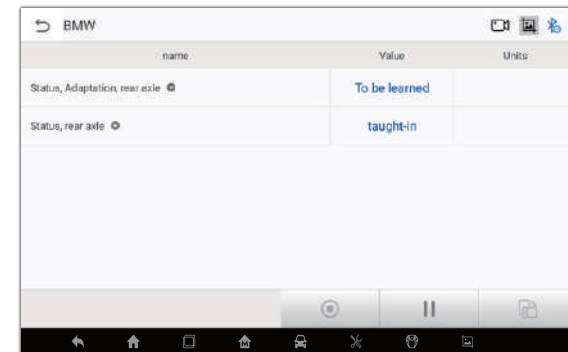 BMW
name Value Units
Status, Adaptation, rear axle To be learned
Status, rear axle taught-in